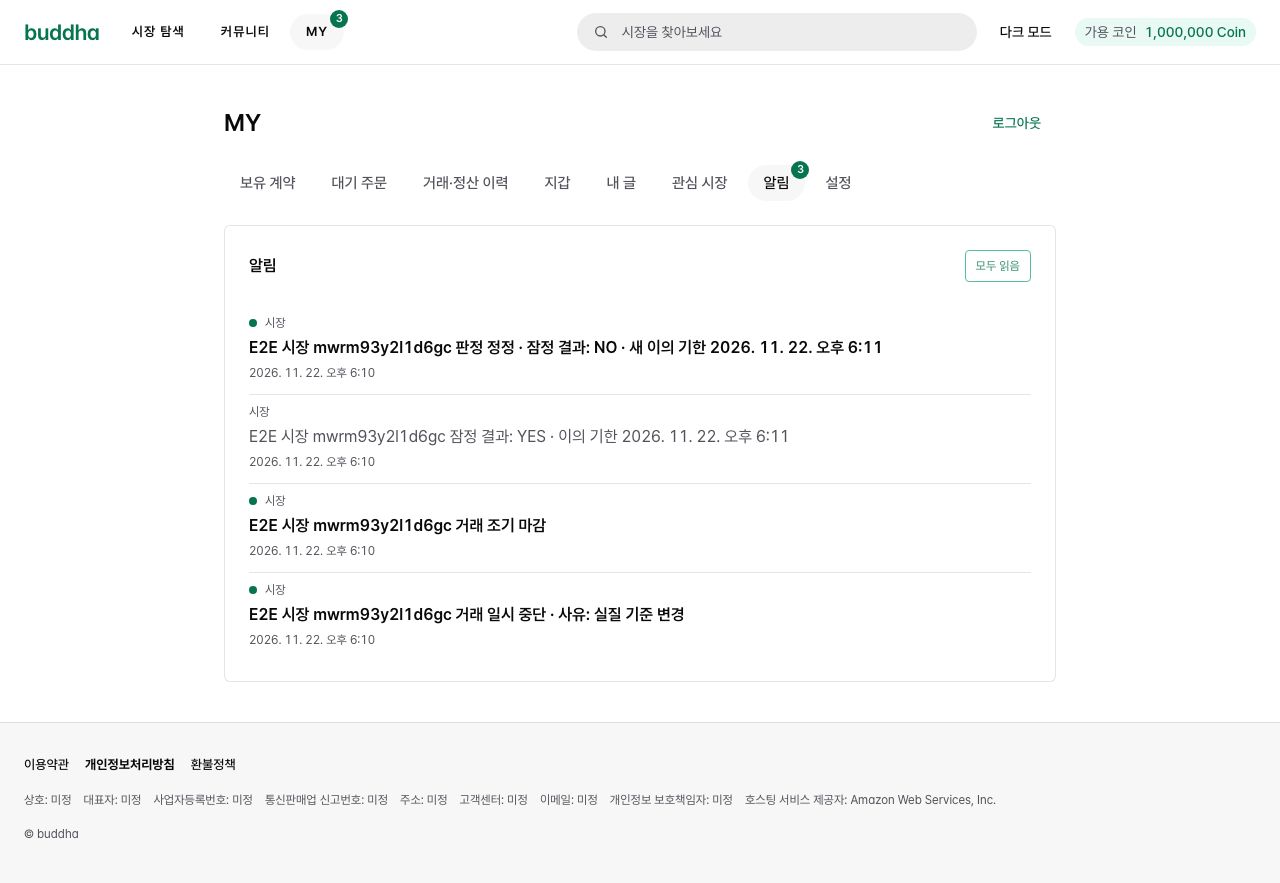 buddha 시장 탐색 커뮤니티 MY 3 시장을 찾아보세요 다크 모드 가용 코인 1,000,000 Coin
MY 로그아웃
보유 계약 대기 주문 거래·정산 이력 지갑 내 글 관심 시장 알림 3 설정
알림 모두 읽음
시장
E2E 시장 mwrm93y2l1d6gc 판정 정정 · 잠정 결과: NO · 새 이의 기한 2026. 11. 22. 오후 6:11
2026. 11. 22. 오후 6:10
시장
E2E 시장 mwrm93y2l1d6gc 잠정 결과: YES · 이의 기한 2026. 11. 22. 오후 6:11
2026. 11. 22. 오후 6:10
시장
E2E 시장 mwrm93y2l1d6gc 거래 조기 마감
2026. 11. 22. 오후 6:10
시장
E2E 시장 mwrm93y2l1d6gc 거래 일시 중단 · 사유: 실질 기준 변경
2026. 11. 22. 오후 6:10
이용약관 개인정보처리방침 환불정책
상호: 미정 대표자: 미정 사업자등록번호: 미정 통신판매업 신고번호: 미정 주소: 미정 고객센터: 미정 이메일: 미정 개인정보 보호책임자: 미정 호스팅 서비스 제공자: Amazon Web Services, Inc.
© buddha